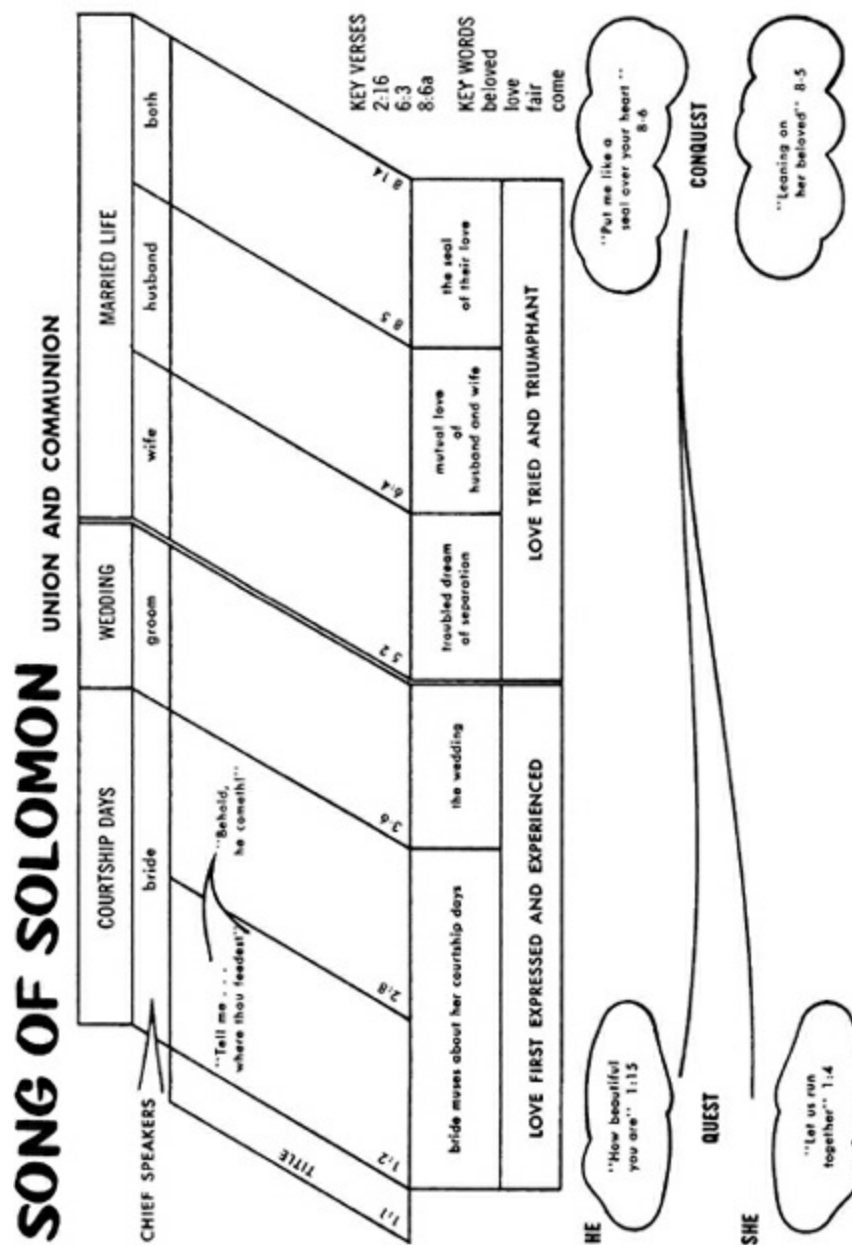 SONG OF SOLOMON UNION AND COMMUNION
COURTSHIP DAYS WEDDING MARRIED LIFE
CHIEF SPEAKERS bride groom wife husband both
"Tell me . . .
where thou feedest"
"Behold,
he cometh!"
TITLE
1:1 1:2 2:8 3:6 5 2 6:4 8 5 8 14
KEY VERSES
2:16
6:3
8:6a
KEY WORDS
beloved
love
fair
come
bride muses about her courtship days
the wedding
troubled dream
of separation
mutual love
of
husband and wife
the seal
of their love
LOVE FIRST EXPRESSED AND EXPERIENCED LOVE TRIED AND TRIUMPHANT
HE
"How beautiful
you are" 1:15
"Put me like a
seal over your heart"
8-6
QUEST CONQUEST
SHE
"Let us run
together" 1:4
"Leaning on
her beloved" 8-5